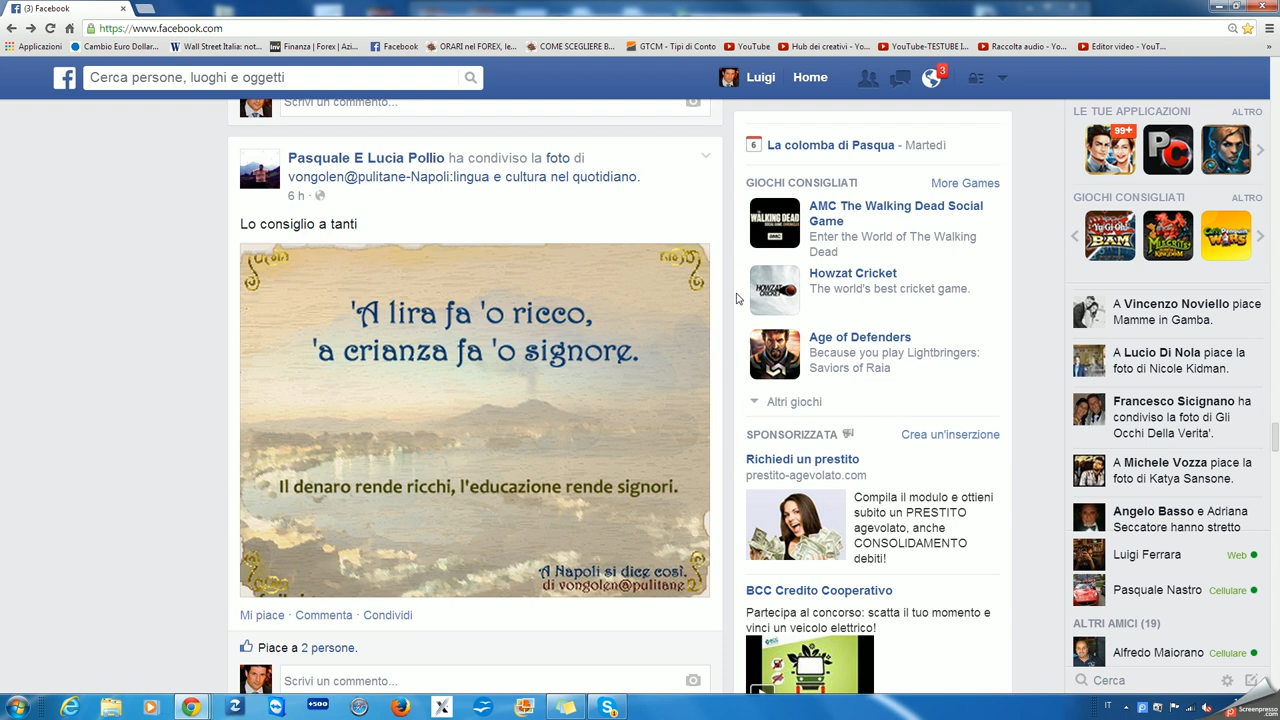 (3) Facebook
https://www.facebook.com
Applicazioni
Cambio Euro Dollar...
Wall Street Italia: not...
Finanza | Forex | Azi...
Facebook
ORARI nel FOREX, le...
COME SCEGLIERE B...
GTCM - Tipi di Conto
YouTube
Hub dei creativi - Yo...
YouTube-TESTUBE I...
Raccolta audio - Yo...
Editor video - YouT...
Cerca persone, luoghi e oggetti
Luigi
Home
3
Scrivi un commento...
Pasquale E Lucia Pollio ha condiviso la foto di
vongolen@pulitane-Napoli:lingua e cultura nel quotidiano.
6 h ·
Lo consiglio a tanti
'A lira fa 'o ricco,
'a crianza fa 'o signore.
Il denaro rende ricchi, l'educazione rende signori.
A Napoli si dice così.
di vongolen@pulitane
Mi piace · Commenta · Condividi
Piace a 2 persone.
Scrivi un commento...
6 La colomba di Pasqua - Martedì
GIOCHI CONSIGLIATI More Games
THE WALKING DEAD
AMC
AMC The Walking Dead Social
Game
Enter the World of The Walking
Dead
HOWZAT CRICKET
Howzat Cricket
The world's best cricket game.
Age of Defenders
Because you play Lightbringers:
Saviors of Raia
Altri giochi
SPONSORIZZATA Crea un'inserzione
Richiedi un prestito
prestito-agevolato.com
Compila il modulo e ottieni
subito un PRESTITO
agevolato, anche
CONSOLIDAMENTO
debiti!
BCC Credito Cooperativo
Partecipa al concorso: scatta il tuo momento e
vinci un veicolo elettrico!
LE TUE APPLICAZIONI ALTRO
99+
PC
GIOCHI CONSIGLIATI ALTRO
BAM
WARS
A Vincenzo Noviello piace
Mamme in Gamba.
A Lucio Di Nola piace la
foto di Nicole Kidman.
Francesco Sicignano ha
condiviso la foto di Gli
Occhi Della Verita'.
A Michele Vozza piace la
foto di Katya Sansone.
Angelo Basso e Adriana
Seccatore hanno stretto
Luigi Ferrara Web
Pasquale Nastro Cellulare
ALTRI AMICI (19)
Alfredo Maiorano Cellulare
Cerca
+500
IT
Screenpresso
.com